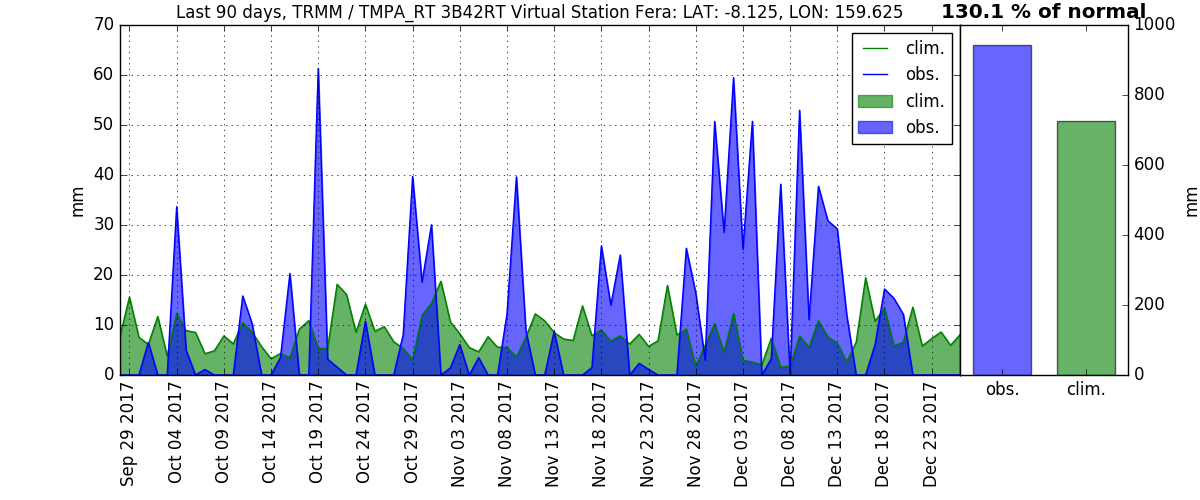 Last 90 days, TRMM / TMPA_RT 3B42RT Virtual Station Fera: LAT: -8.125, LON: 159.625
130.1 % of normal
70
60
50
40
30
20
10
0
mm
clim.
obs.
clim.
obs.
Sep 29 2017
Oct 04 2017
Oct 09 2017
Oct 14 2017
Oct 19 2017
Oct 24 2017
Oct 29 2017
Nov 03 2017
Nov 08 2017
Nov 13 2017
Nov 18 2017
Nov 23 2017
Nov 28 2017
Dec 03 2017
Dec 08 2017
Dec 13 2017
Dec 18 2017
Dec 23 2017
1000
800
600
400
200
0
mm
obs.
clim.